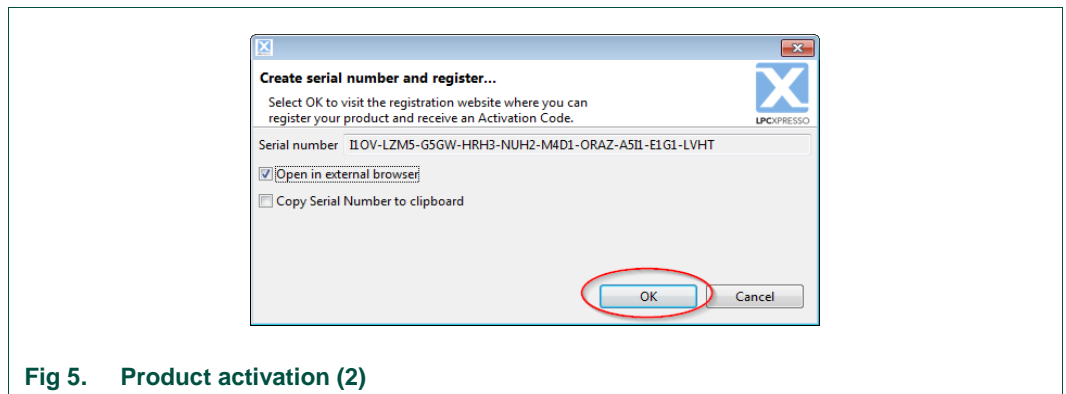 Create serial number and register...
Select OK to visit the registration website where you can
register your product and receive an Activation Code.
LPCXPRESSO
Serial number I1OV-LZM5-G5GW-HRH3-NUH2-M4D1-ORAZ-A5I1-E1G1-LVHT
Open in external browser
Copy Serial Number to clipboard
OK Cancel
Fig 5. Product activation (2)